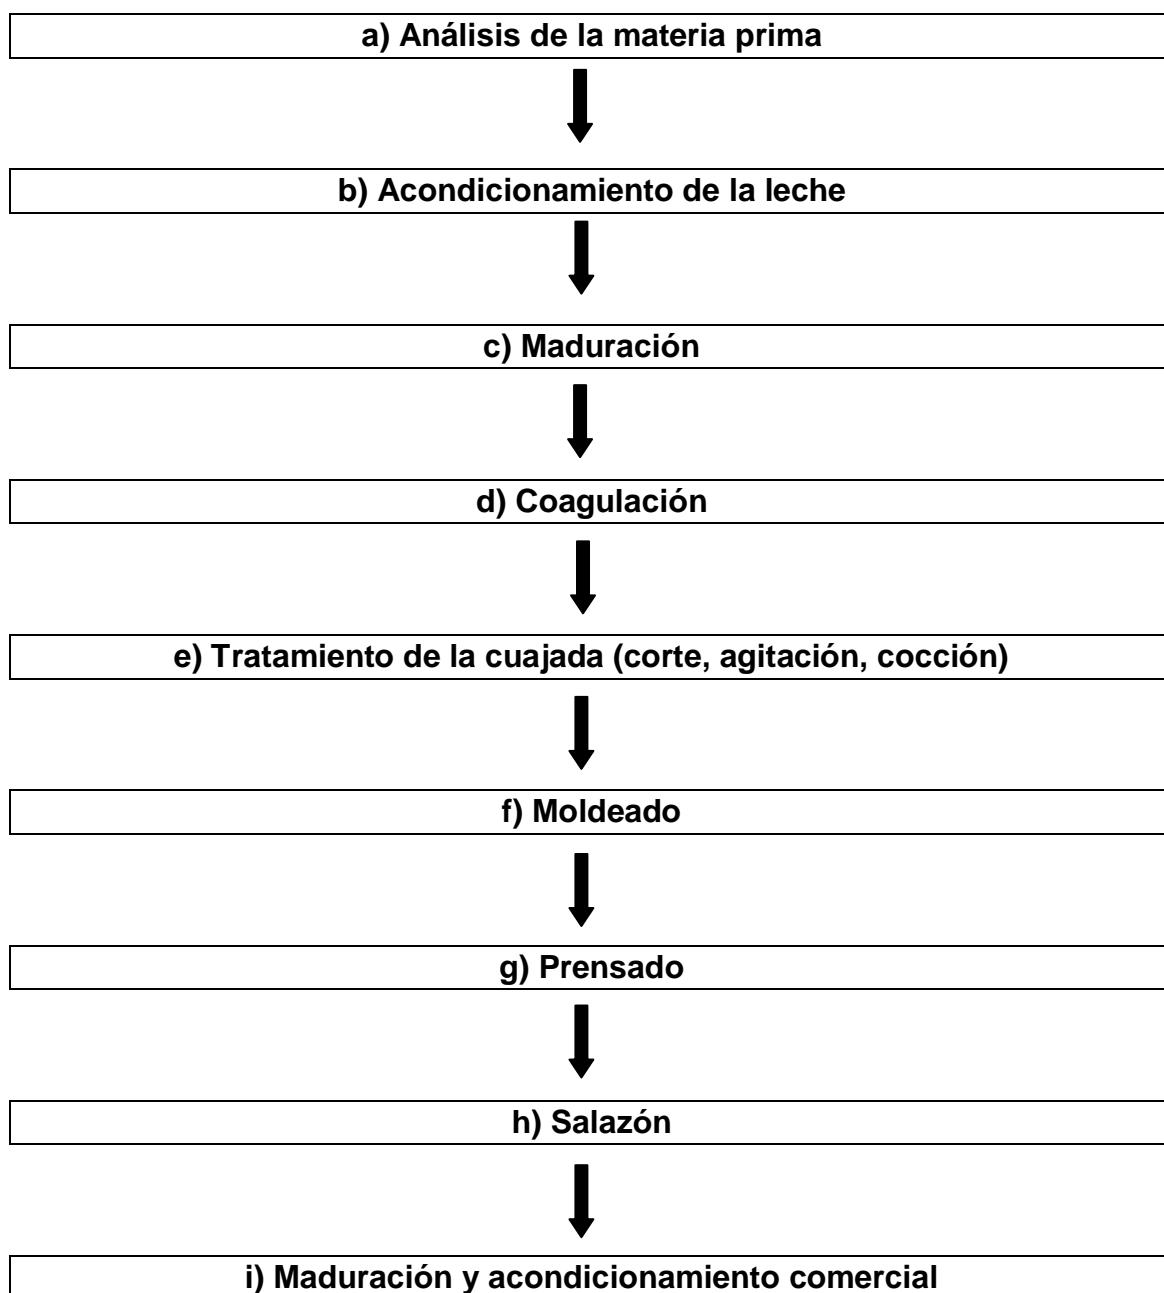 a) Análisis de la materia prima
b) Acondicionamiento de la leche
c) Maduración
d) Coagulación
e) Tratamiento de la cuajada (corte, agitación, cocción)
f) Moldeado
g) Prensado
h) Salazón
i) Maduración y acondicionamiento comercial